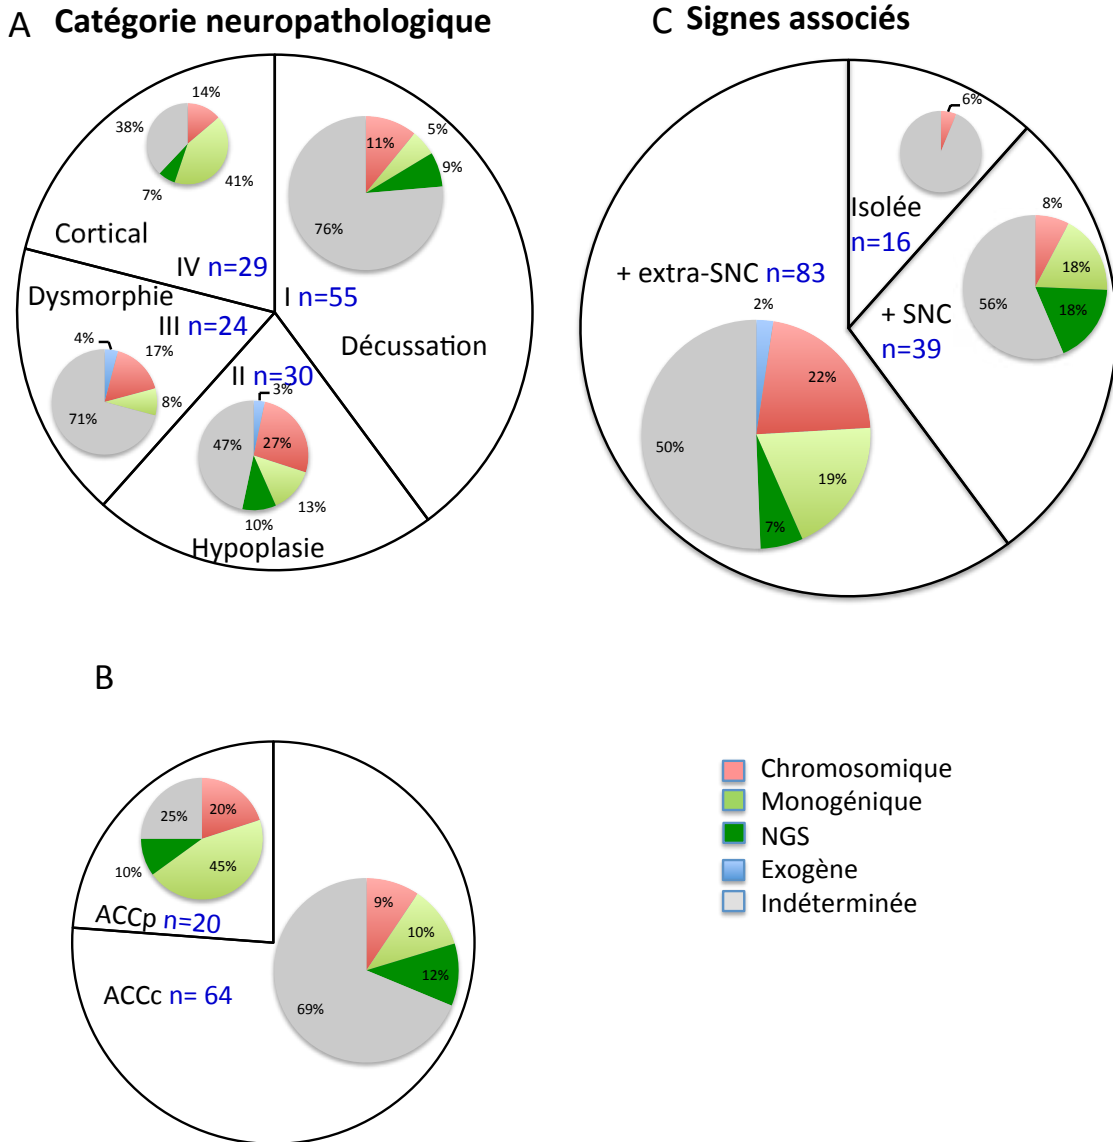 A Catégorie neuropathologique
14%
38%
7%
41%
Cortical
IV n=29
11%
5%
9%
76%
I n=55
Décussation
Dysmorphie
III n=24
4%
17%
8%
71%
II n=30
3%
47%
27%
13%
10%
Hypoplasie
C Signes associés
6%
Isolée
n=16
8%
18%
18%
56%
+ SNC
n=39
+ extra-SNC n=83
2%
22%
50%
19%
7%
B
20%
25%
45%
10%
ACCp n=20
9%
10%
12%
69%
ACCc n= 64
Chromosomique
Monogénique
NGS
Exogène
Indéterminée